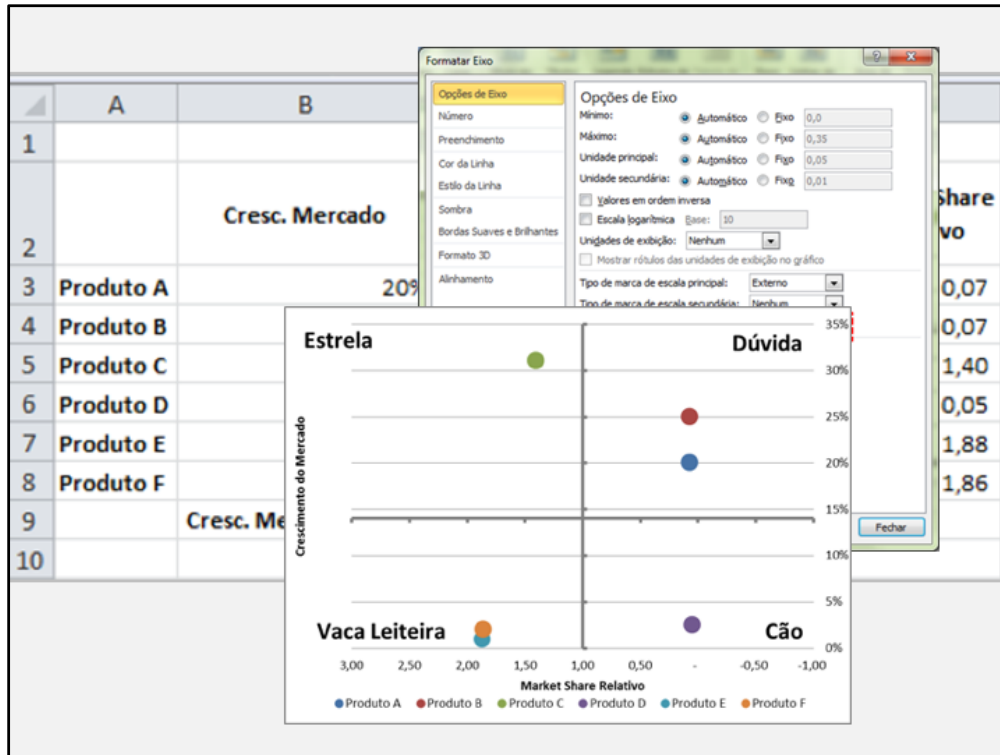 Formatar Eixo
Opções de Eixo
Número
Preenchimento
Cor da Linha
Estilo da Linha
Sombra
Bordas Suaves e Brilhantes
Formato 3D
Alinhamento
Opções de Eixo
Mínimo: Automático Fixo 0,0
Máximo: Automático Fixo 0,35
Unidade principal: Automático Fixo 0,05
Unidade secundária: Automático Fixo 0,01
Valores em ordem inversa
Escala logarítmica Base: 10
Unidades de exibição: Nenhum
Mostrar rótulos das unidades de exibição no gráfico
Tipo de marca de escala principal: Externo
Tipo de marca de escala secundária: Nenhum
Fechar
A B
1
2 Cresc. Mercado Share
vo
3 Produto A 20% 0,07
4 Produto B 0,07
5 Produto C 1,40
6 Produto D 0,05
7 Produto E 1,88
8 Produto F 1,86
9 Cresc. Me
10
Estrela Dúvida
Vaca Leiteira Cão
Crescimento do Mercado
35%
30%
25%
20%
15%
10%
5%
0%
3,00 2,50 2,00 1,50 1,00 0,50 - -0,50 -1,00
Market Share Relativo
Produto A Produto B Produto C Produto D Produto E Produto F